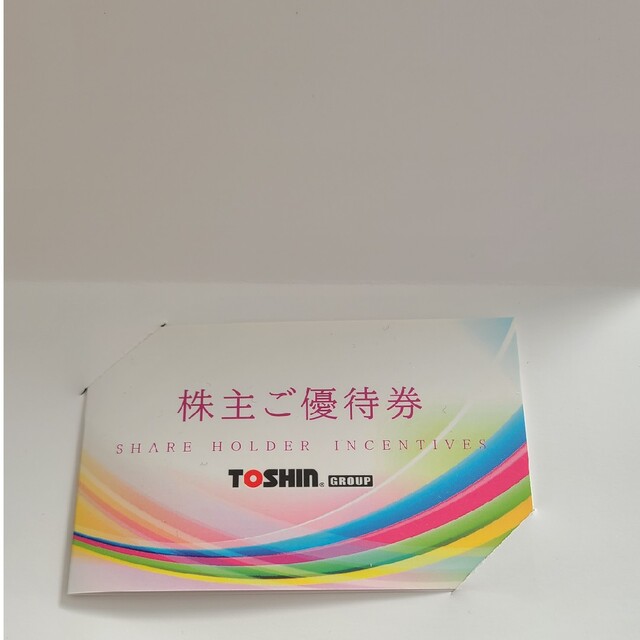 株主ご優待券
SHARE HOLDER INCENTIVES
TOSHIN® GROUP